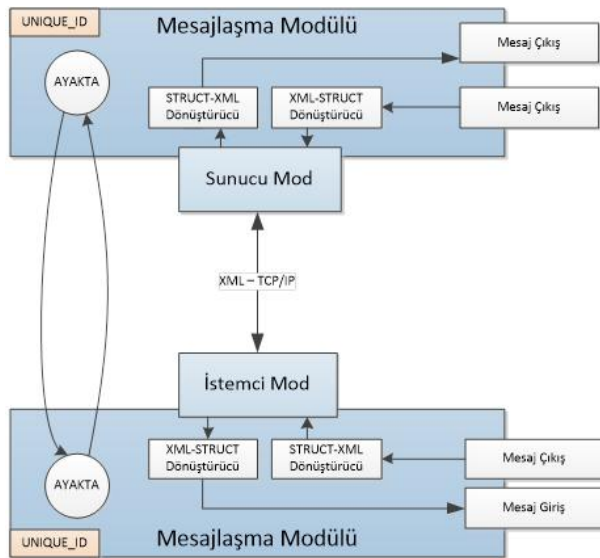 UNIQUE_ID
Mesajlaşma Modülü
Mesaj Çıkış
AYAKTA
STRUCT-XML
Dönüştürücü
XML-STRUCT
Dönüştürücü
Mesaj Çıkış
Sunucu Mod
XML – TCP/IP
İstemci Mod
XML-STRUCT
Dönüştürücü
STRUCT-XML
Dönüştürücü
Mesaj Çıkış
AYAKTA
Mesaj Giriş
UNIQUE_ID
Mesajlaşma Modülü